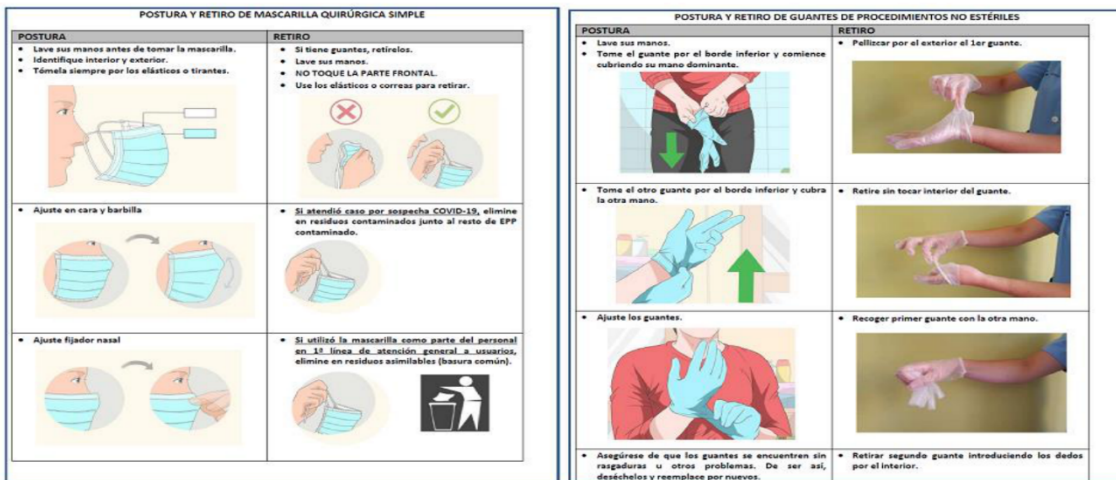 POSTURA Y RETIRO DE MASCARILLA QUIRÚRGICA SIMPLE
POSTURA
• Lave sus manos antes de tomar la mascarilla.
• Identifique interior y exterior.
• Tómela siempre por los elásticos o tirantes.
RETIRO
• Si tiene guantes, retírelos.
• Lave sus manos.
• NO TOQUE LA PARTE FRONTAL.
• Use los elásticos o correas para retirar.
• Ajuste en cara y barbilla
• Si atendió caso por sospecha COVID-19, elimine
en residuos contaminados junto al resto de EPP
contaminado.
• Ajuste fijador nasal
• Si utilizó la mascarilla como parte del personal
en 1ª línea de atención general a usuarios,
elimine en residuos asimilables (basura común).
POSTURA Y RETIRO DE GUANTES DE PROCEDIMIENTOS NO ESTÉRILES
POSTURA
• Lave sus manos.
• Tome el guante por el borde inferior y comience
cubriendo su mano dominante.
RETIRO
• Pellizcar por el exterior el 1er guante.
• Tome el otro guante por el borde inferior y cubra
la otra mano.
• Retire sin tocar interior del guante.
• Ajuste los guantes.
• Recoger primer guante con la otra mano.
• Asegúrese de que los guantes se encuentren sin
rasgaduras u otros problemas. De ser así,
deséchelos y reemplace por nuevos.
• Retirar segundo guante introduciendo los dedos
por el interior.